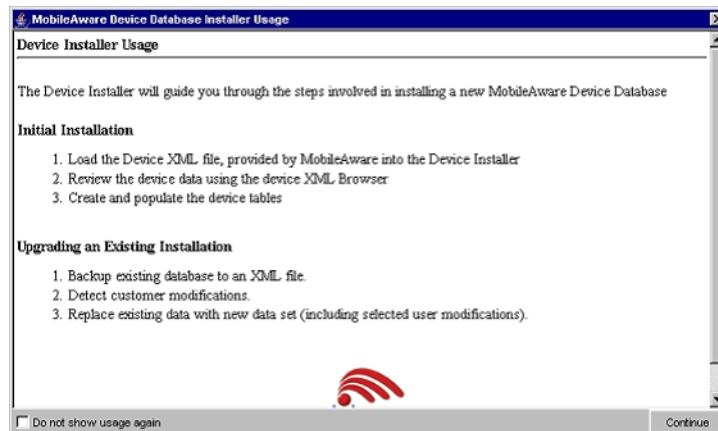 MobileAware Device Database Installer Usage
Device Installer Usage
The Device Installer will guide you through the steps involved in installing a new MobileAware Device Database
Initial Installation
1. Load the Device XML file, provided by MobileAware into the Device Installer
2. Review the device data using the device XML Browser
3. Create and populate the device tables
Upgrading an Existing Installation
1. Backup existing database to an XML file.
2. Detect customer modifications.
3. Replace existing data with new data set (including selected user modifications).
Do not show usage again
Continue